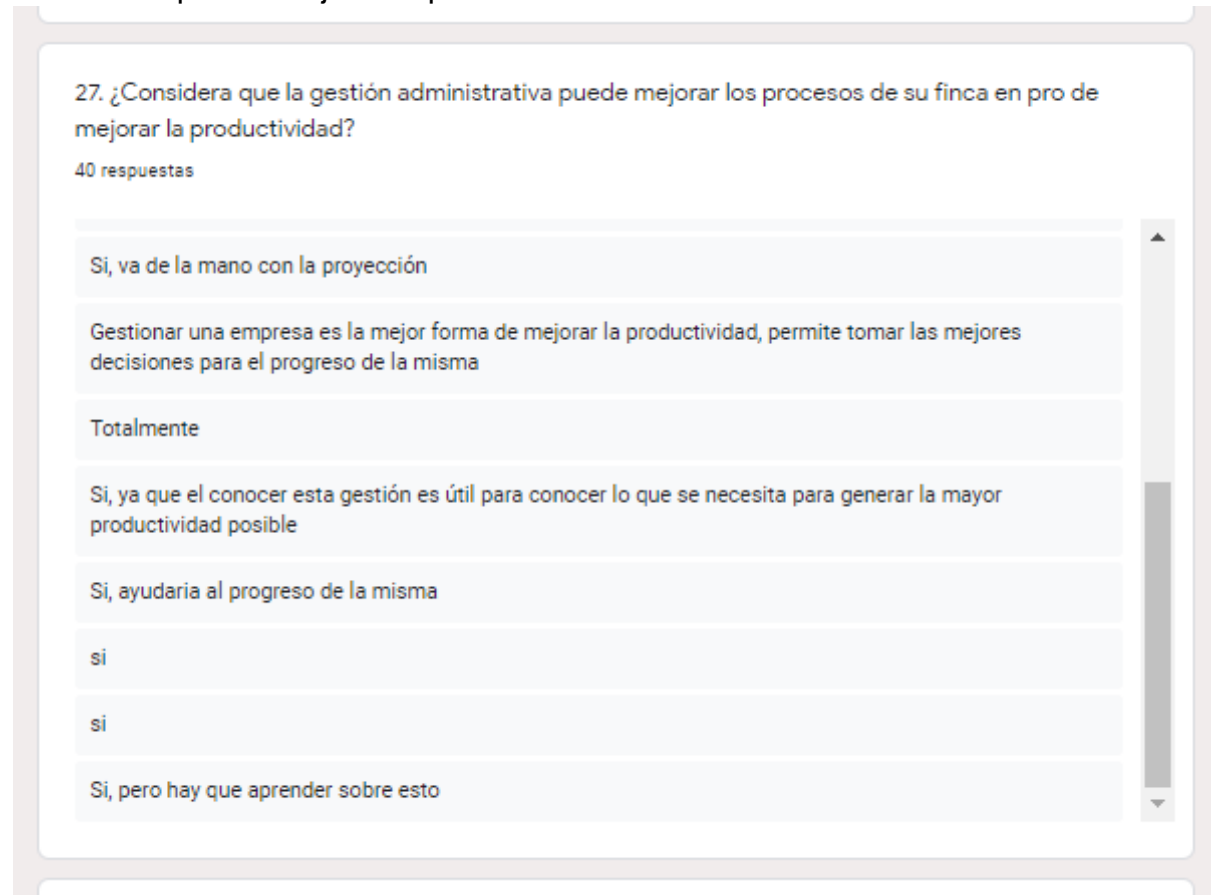 27. ¿Considera que la gestión administrativa puede mejorar los procesos de su finca en pro de
mejorar la productividad?
40 respuestas
Si, va de la mano con la proyección
Gestionar una empresa es la mejor forma de mejorar la productividad, permite tomar las mejores
decisiones para el progreso de la misma
Totalmente
Si, ya que el conocer esta gestión es útil para conocer lo que se necesita para generar la mayor
productividad posible
Si, ayudaria al progreso de la misma
si
si
Si, pero hay que aprender sobre esto